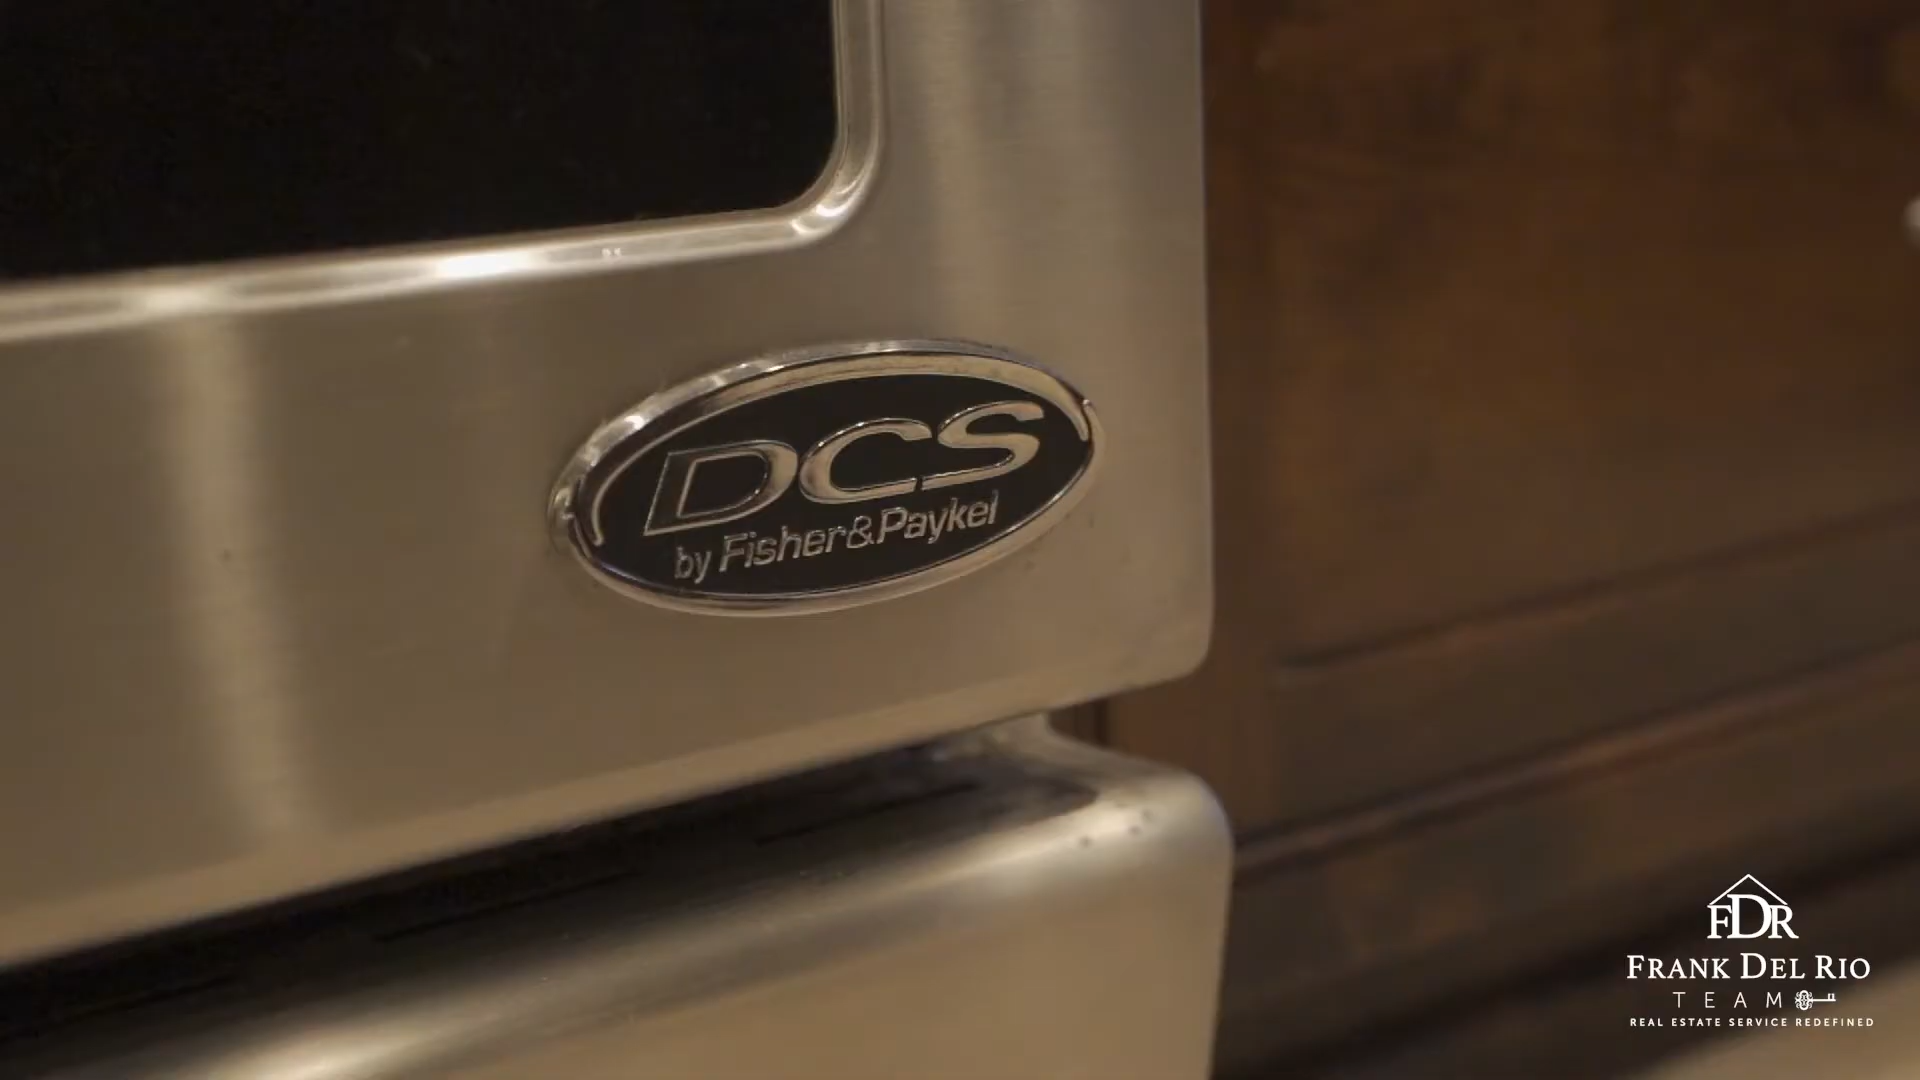 DCS
by Fisher&Paykel
FDR
FRANK DEL RIO
TEAM
REAL ESTATE SERVICE REDEFINED